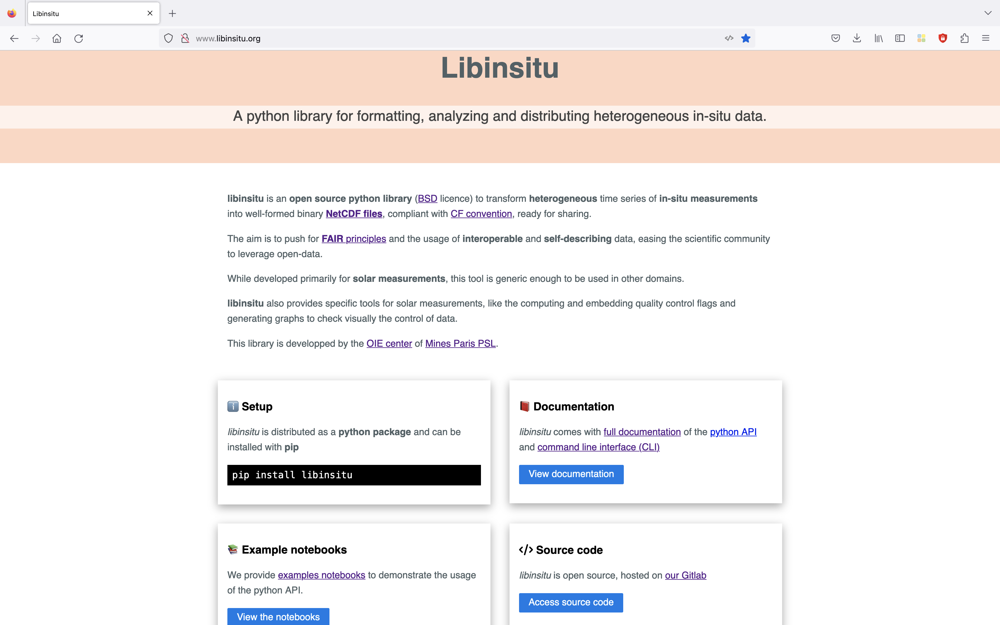 Libinsitu
www.libinsitu.org
Libinsitu
A python library for formatting, analyzing and distributing heterogeneous in-situ data.
libinsitu is an open source python library (BSD licence) to transform heterogeneous time series of in-situ measurements
into well-formed binary NetCDF files, compliant with CF convention, ready for sharing.
The aim is to push for FAIR principles and the usage of interoperable and self-describing data, easing the scientific community
to leverage open-data.
While developed primarily for solar measurements, this tool is generic enough to be used in other domains.
libinsitu also provides specific tools for solar measurements, like the computing and embedding quality control flags and
generating graphs to check visually the control of data.
This library is developped by the OIE center of Mines Paris PSL.
Setup
libinsitu is distributed as a python package and can be
installed with pip
pip install libinsitu
Documentation
libinsitu comes with full documentation of the python API
and command line interface (CLI)
View documentation
Example notebooks
We provide examples notebooks to demonstrate the usage
of the python API.
View the notebooks
</> Source code
libinsitu is open source, hosted on our Gitlab
Access source code